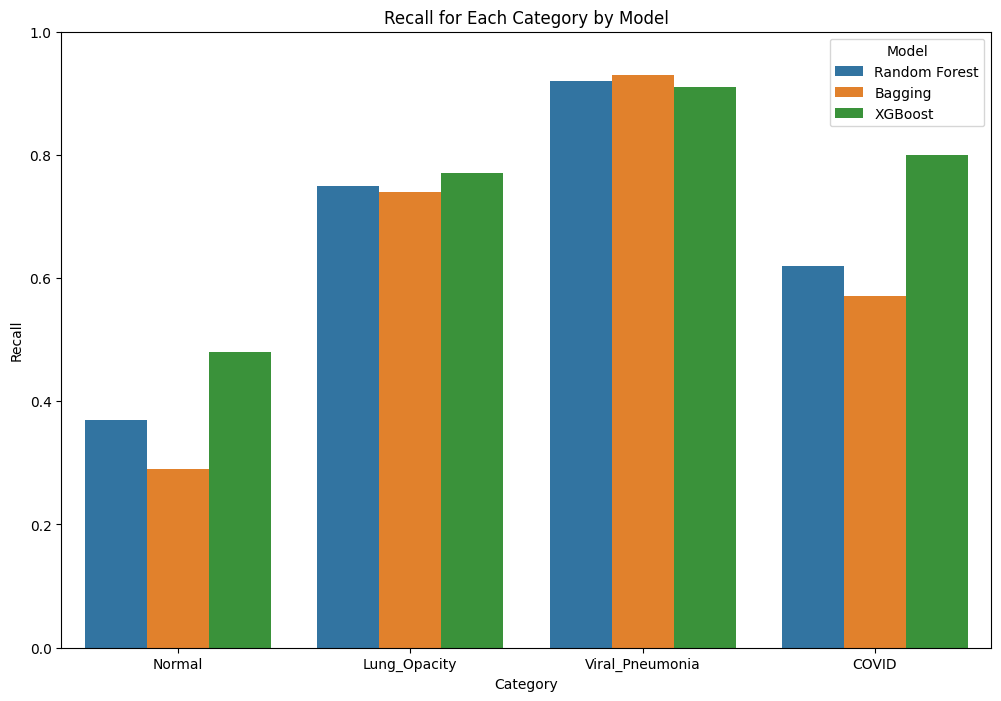 Recall for Each Category by Model
Model
Random Forest
Bagging
XGBoost
Recall
1.0
0.8
0.6
0.4
0.2
0.0
Normal
Lung_Opacity
Viral_Pneumonia
COVID
Category